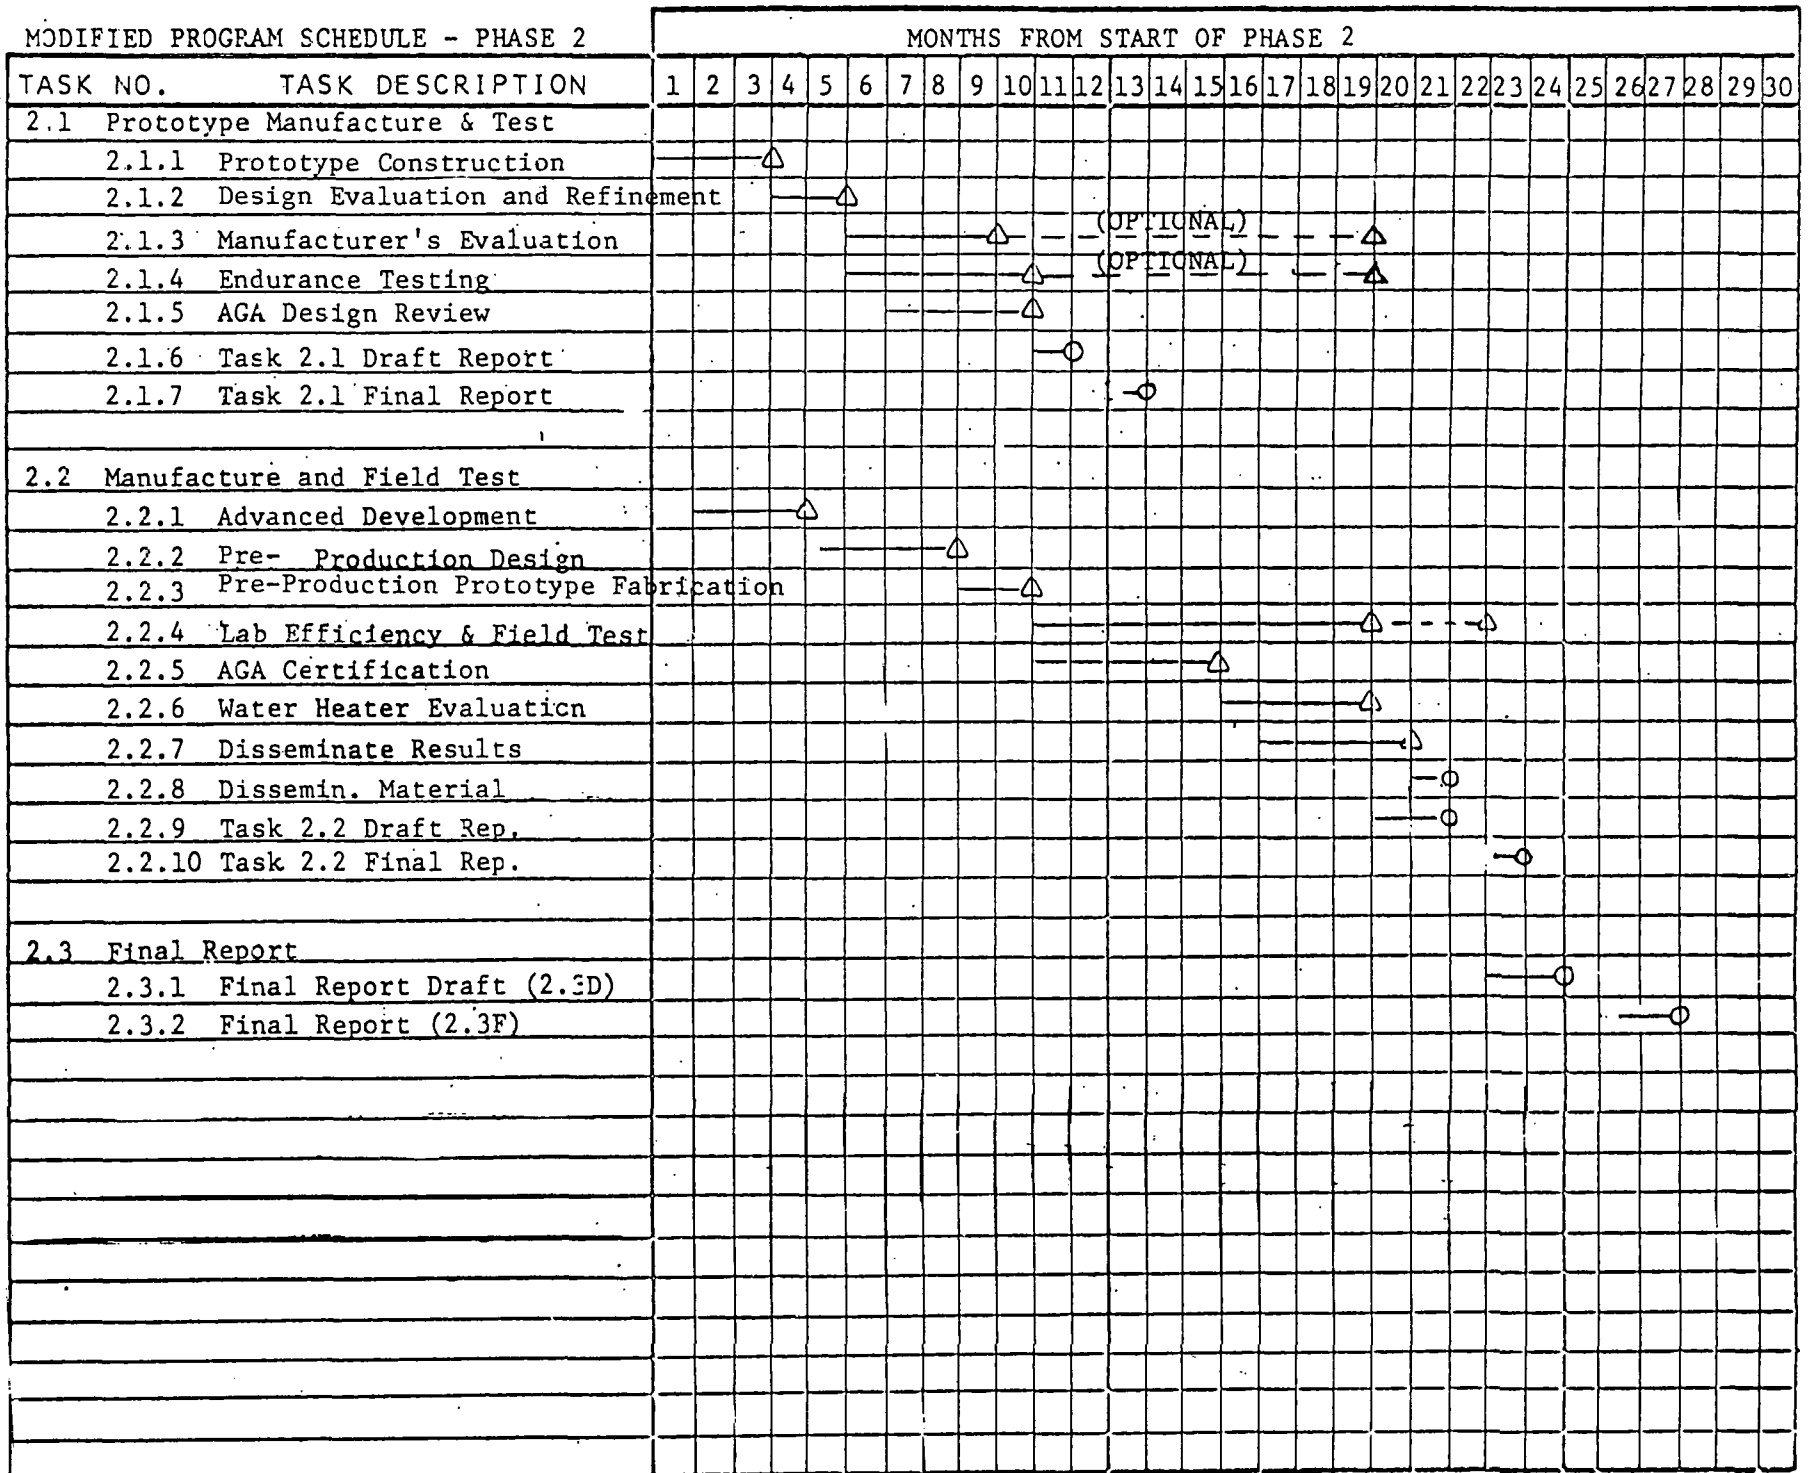 MODIFIED PROGRAM SCHEDULE - PHASE 2
MONTHS FROM START OF PHASE 2
TASK NO. TASK DESCRIPTION 1 2 3 4 5 6 7 8 9 10 11 12 13 14 15 16 17 18 19 20 21 22 23 24 25 26 27 28 29 30
2.1 Prototype Manufacture & Test
2.1.1 Prototype Construction
2.1.2 Design Evaluation and Refinement
2.1.3 Manufacturer's Evaluation (OPTIONAL)
2.1.4 Endurance Testing (OPTIONAL)
2.1.5 AGA Design Review
2.1.6 Task 2.1 Draft Report
2.1.7 Task 2.1 Final Report
2.2 Manufacture and Field Test
2.2.1 Advanced Development
2.2.2 Pre- Production Design
2.2.3 Pre-Production Prototype Fabrication
2.2.4 Lab Efficiency & Field Test
2.2.5 AGA Certification
2.2.6 Water Heater Evaluation
2.2.7 Disseminate Results
2.2.8 Dissemin. Material
2.2.9 Task 2.2 Draft Rep.
2.2.10 Task 2.2 Final Rep.
2.3 Final Report
2.3.1 Final Report Draft (2.3D)
2.3.2 Final Report (2.3F)